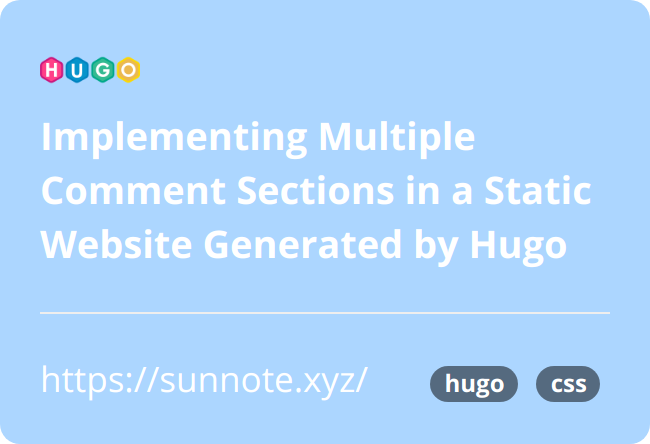 HUGO
Implementing Multiple
Comment Sections in a Static
Website Generated by Hugo
https://sunnote.xyz/ hugo css